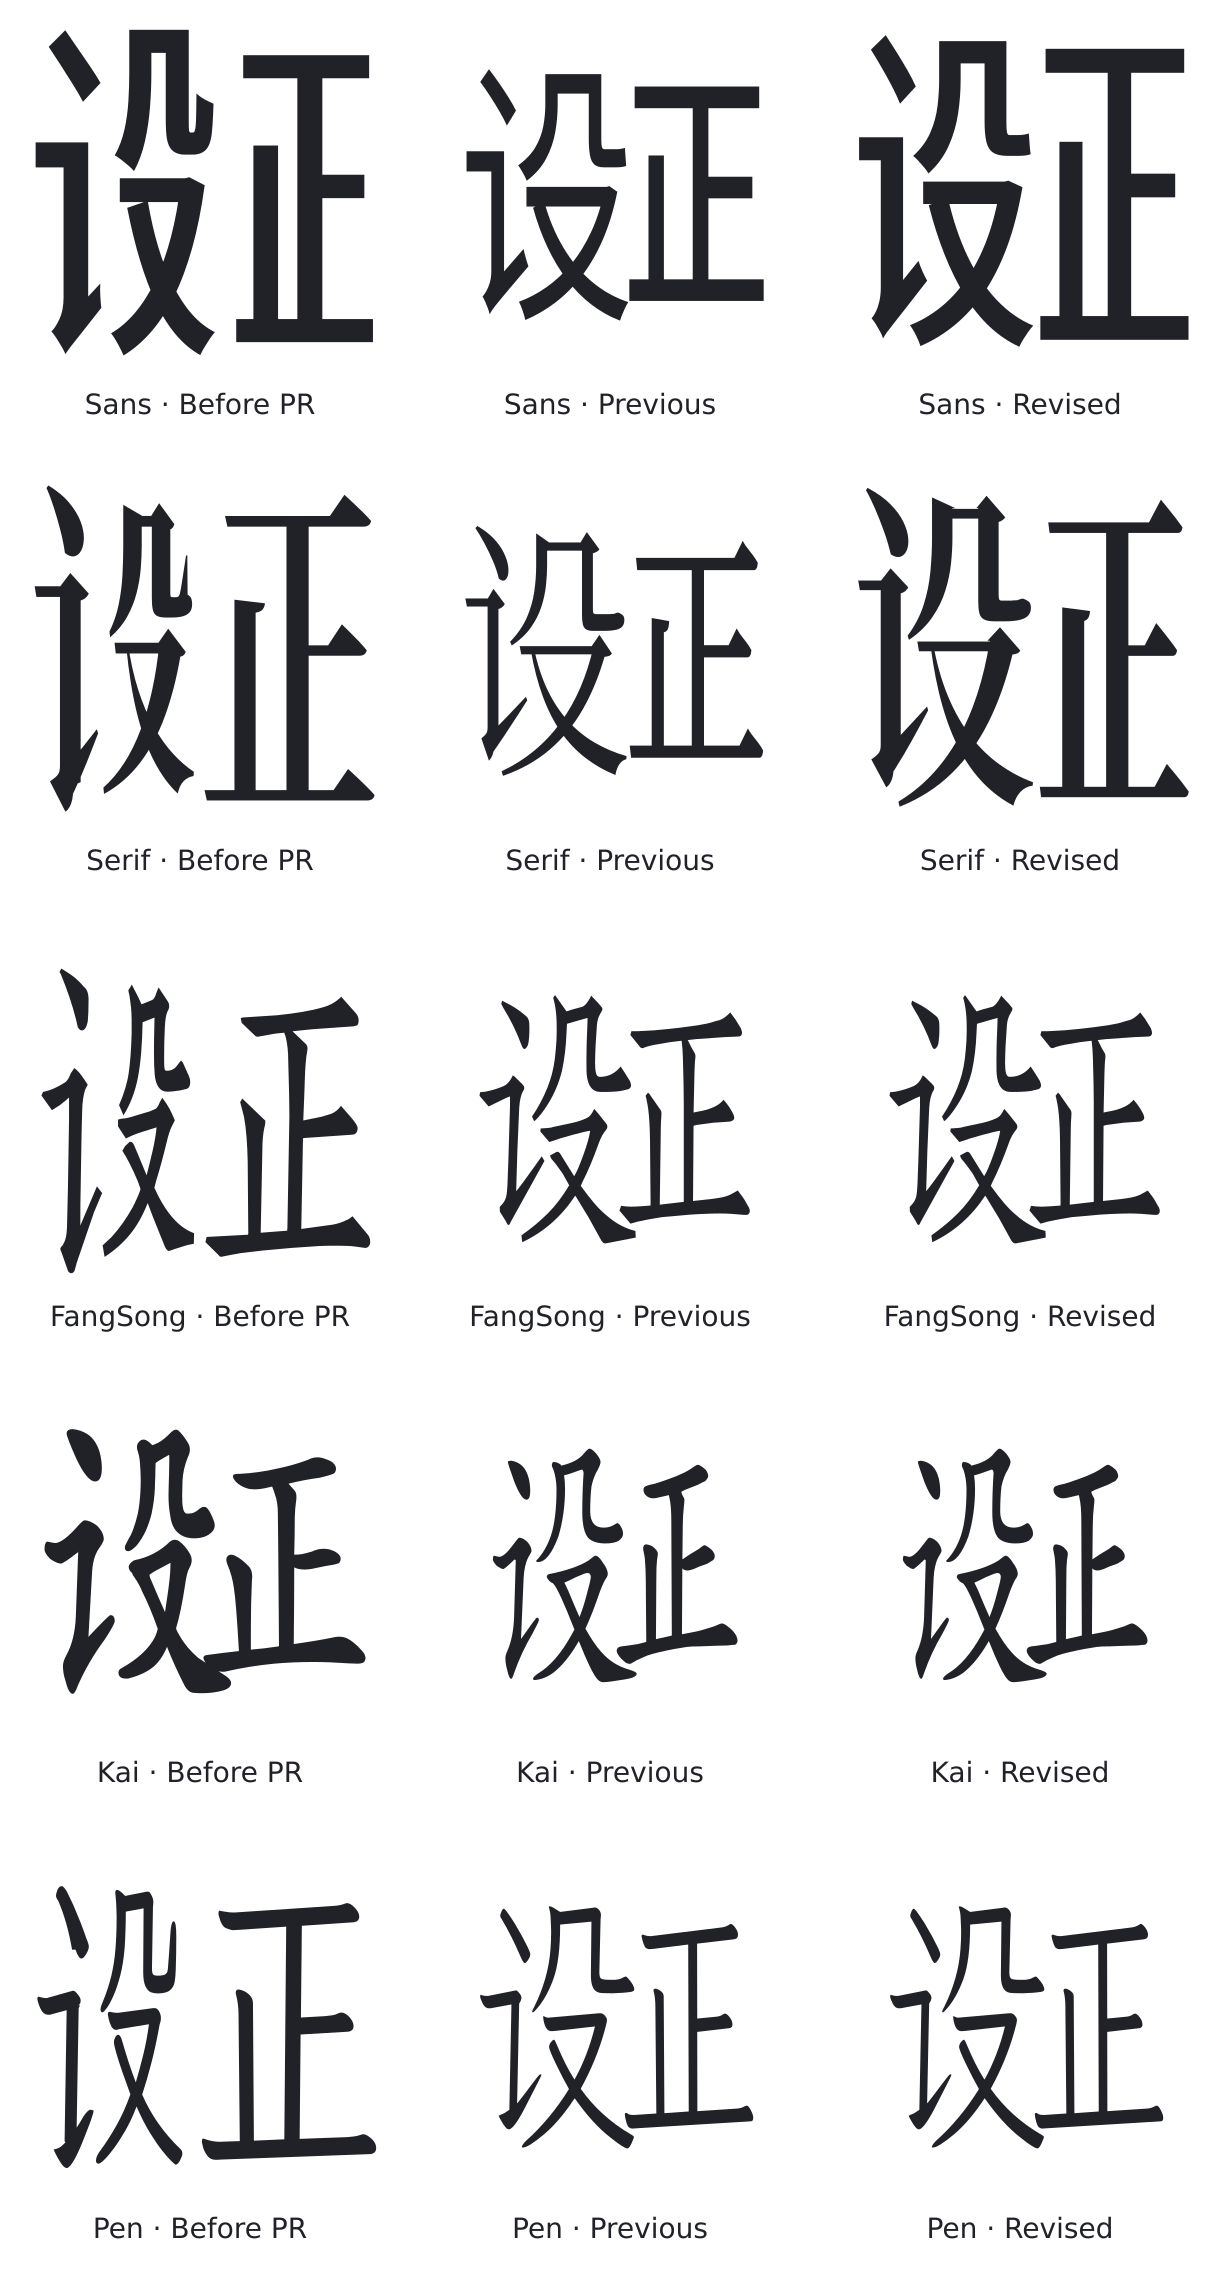 设正 设正 设正
Sans · Before PR Sans · Previous Sans · Revised
设正 设正 设正
Serif · Before PR Serif · Previous Serif · Revised
设正 设正 设正
FangSong · Before PR FangSong · Previous FangSong · Revised
设正 设正 设正
Kai · Before PR Kai · Previous Kai · Revised
设正 设正 设正
Pen · Before PR Pen · Previous Pen · Revised